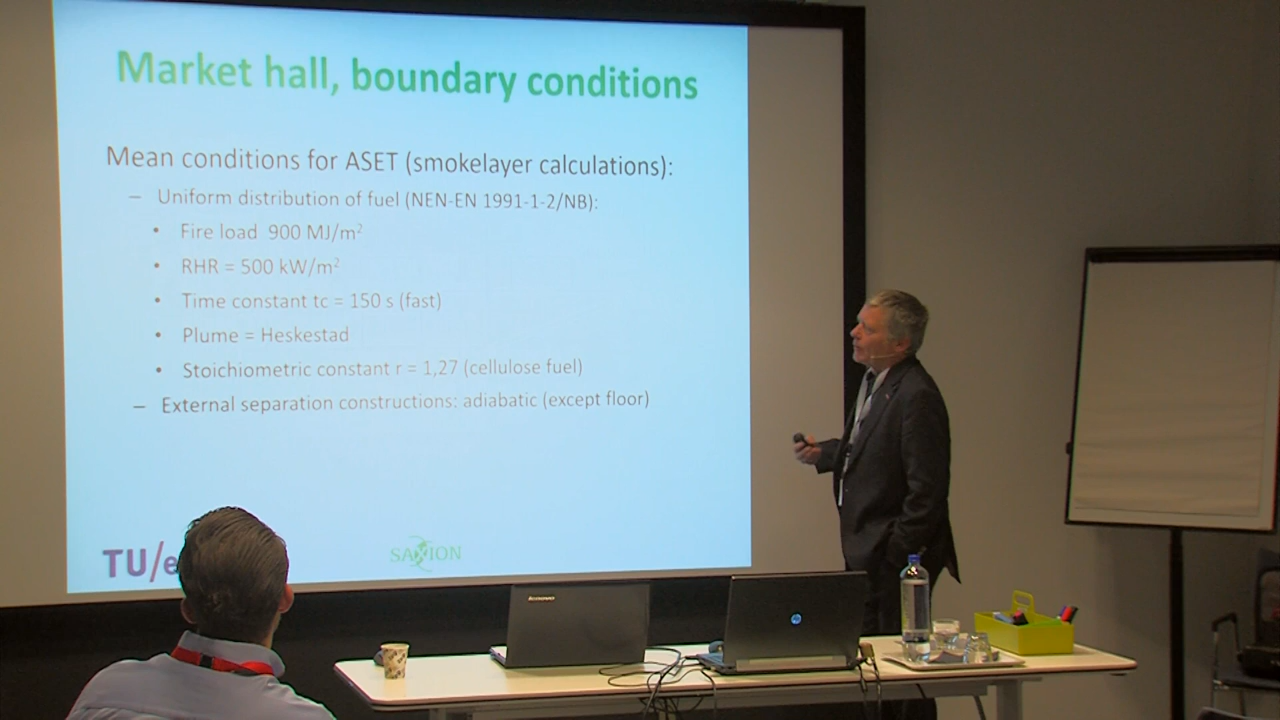 Market hall, boundary conditions
Mean conditions for ASET (smokelayer calculations):
– Uniform distribution of fuel (NEN-EN 1991-1-2/NB):
• Fire load 900 MJ/m²
• RHR = 500 kW/m²
• Time constant tc = 150 s (fast)
• Plume = Heskestad
• Stoichiometric constant r = 1,27 (cellulose fuel)
– External separation constructions: adiabatic (except floor)
TU/e
SAXION
lenovo
hp